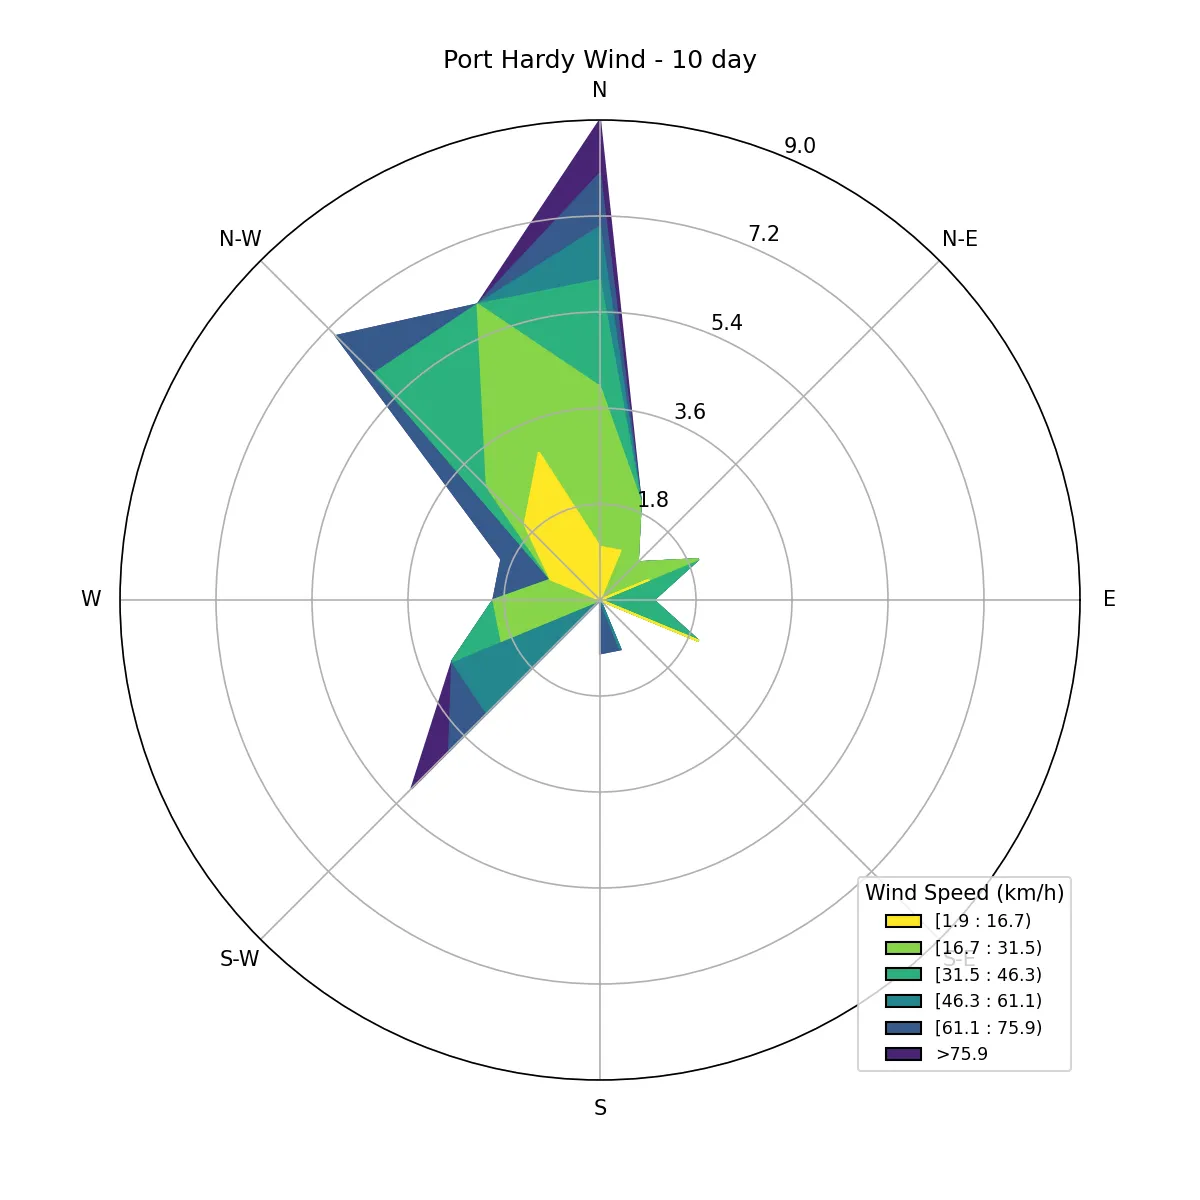 Port Hardy Wind - 10 day
N
9.0
7.2
N-W
N-E
5.4
3.6
1.8
W
E
S-W
S-E
S
Wind Speed (km/h)
[1.9 : 16.7)
[16.7 : 31.5)
[31.5 : 46.3)
[46.3 : 61.1)
[61.1 : 75.9)
>75.9